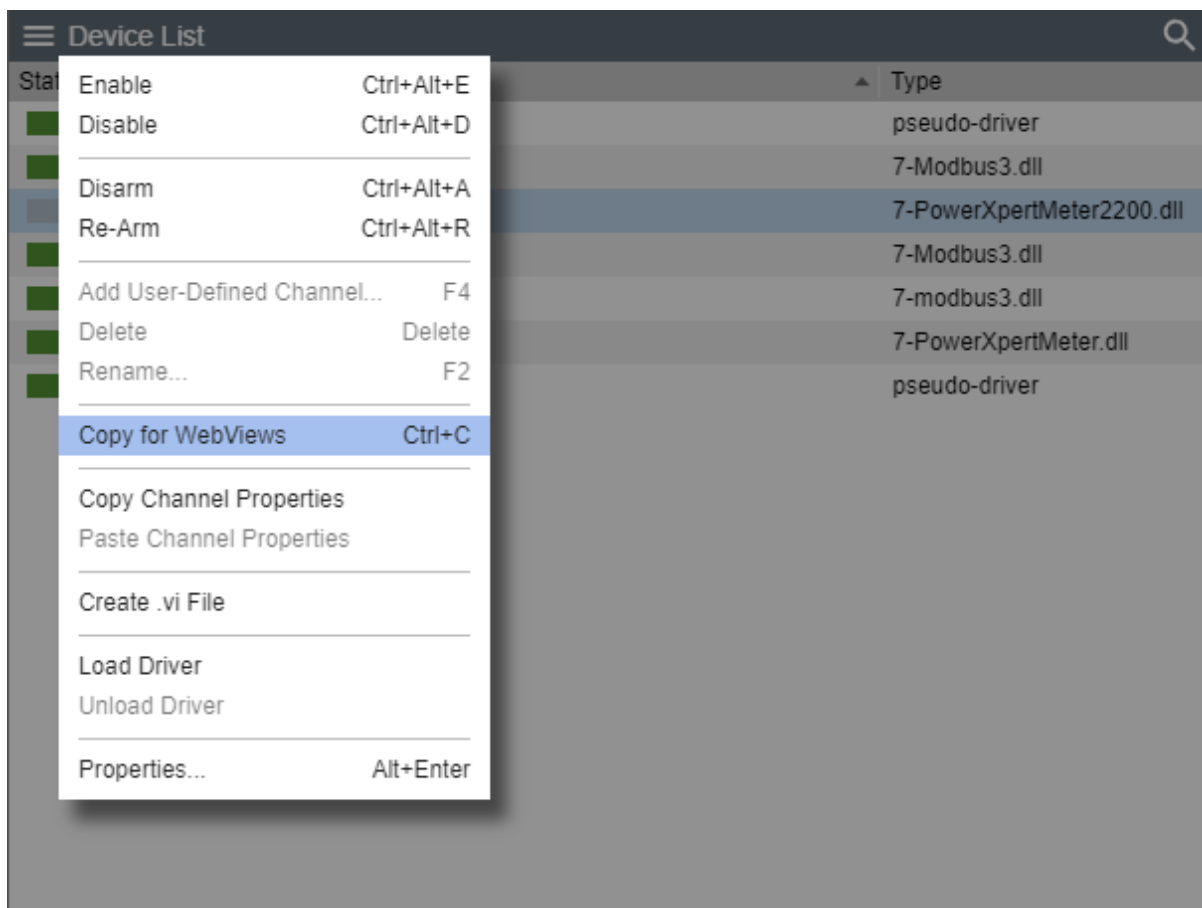 Device List
Stat
Type
Enable Ctrl+Alt+E
Disable Ctrl+Alt+D
Disarm Ctrl+Alt+A
Re-Arm Ctrl+Alt+R
Add User-Defined Channel... F4
Delete Delete
Rename... F2
Copy for WebViews Ctrl+C
Copy Channel Properties
Paste Channel Properties
Create .vi File
Load Driver
Unload Driver
Properties... Alt+Enter
pseudo-driver
7-Modbus3.dll
7-PowerXpertMeter2200.dll
7-Modbus3.dll
7-modbus3.dll
7-PowerXpertMeter.dll
pseudo-driver